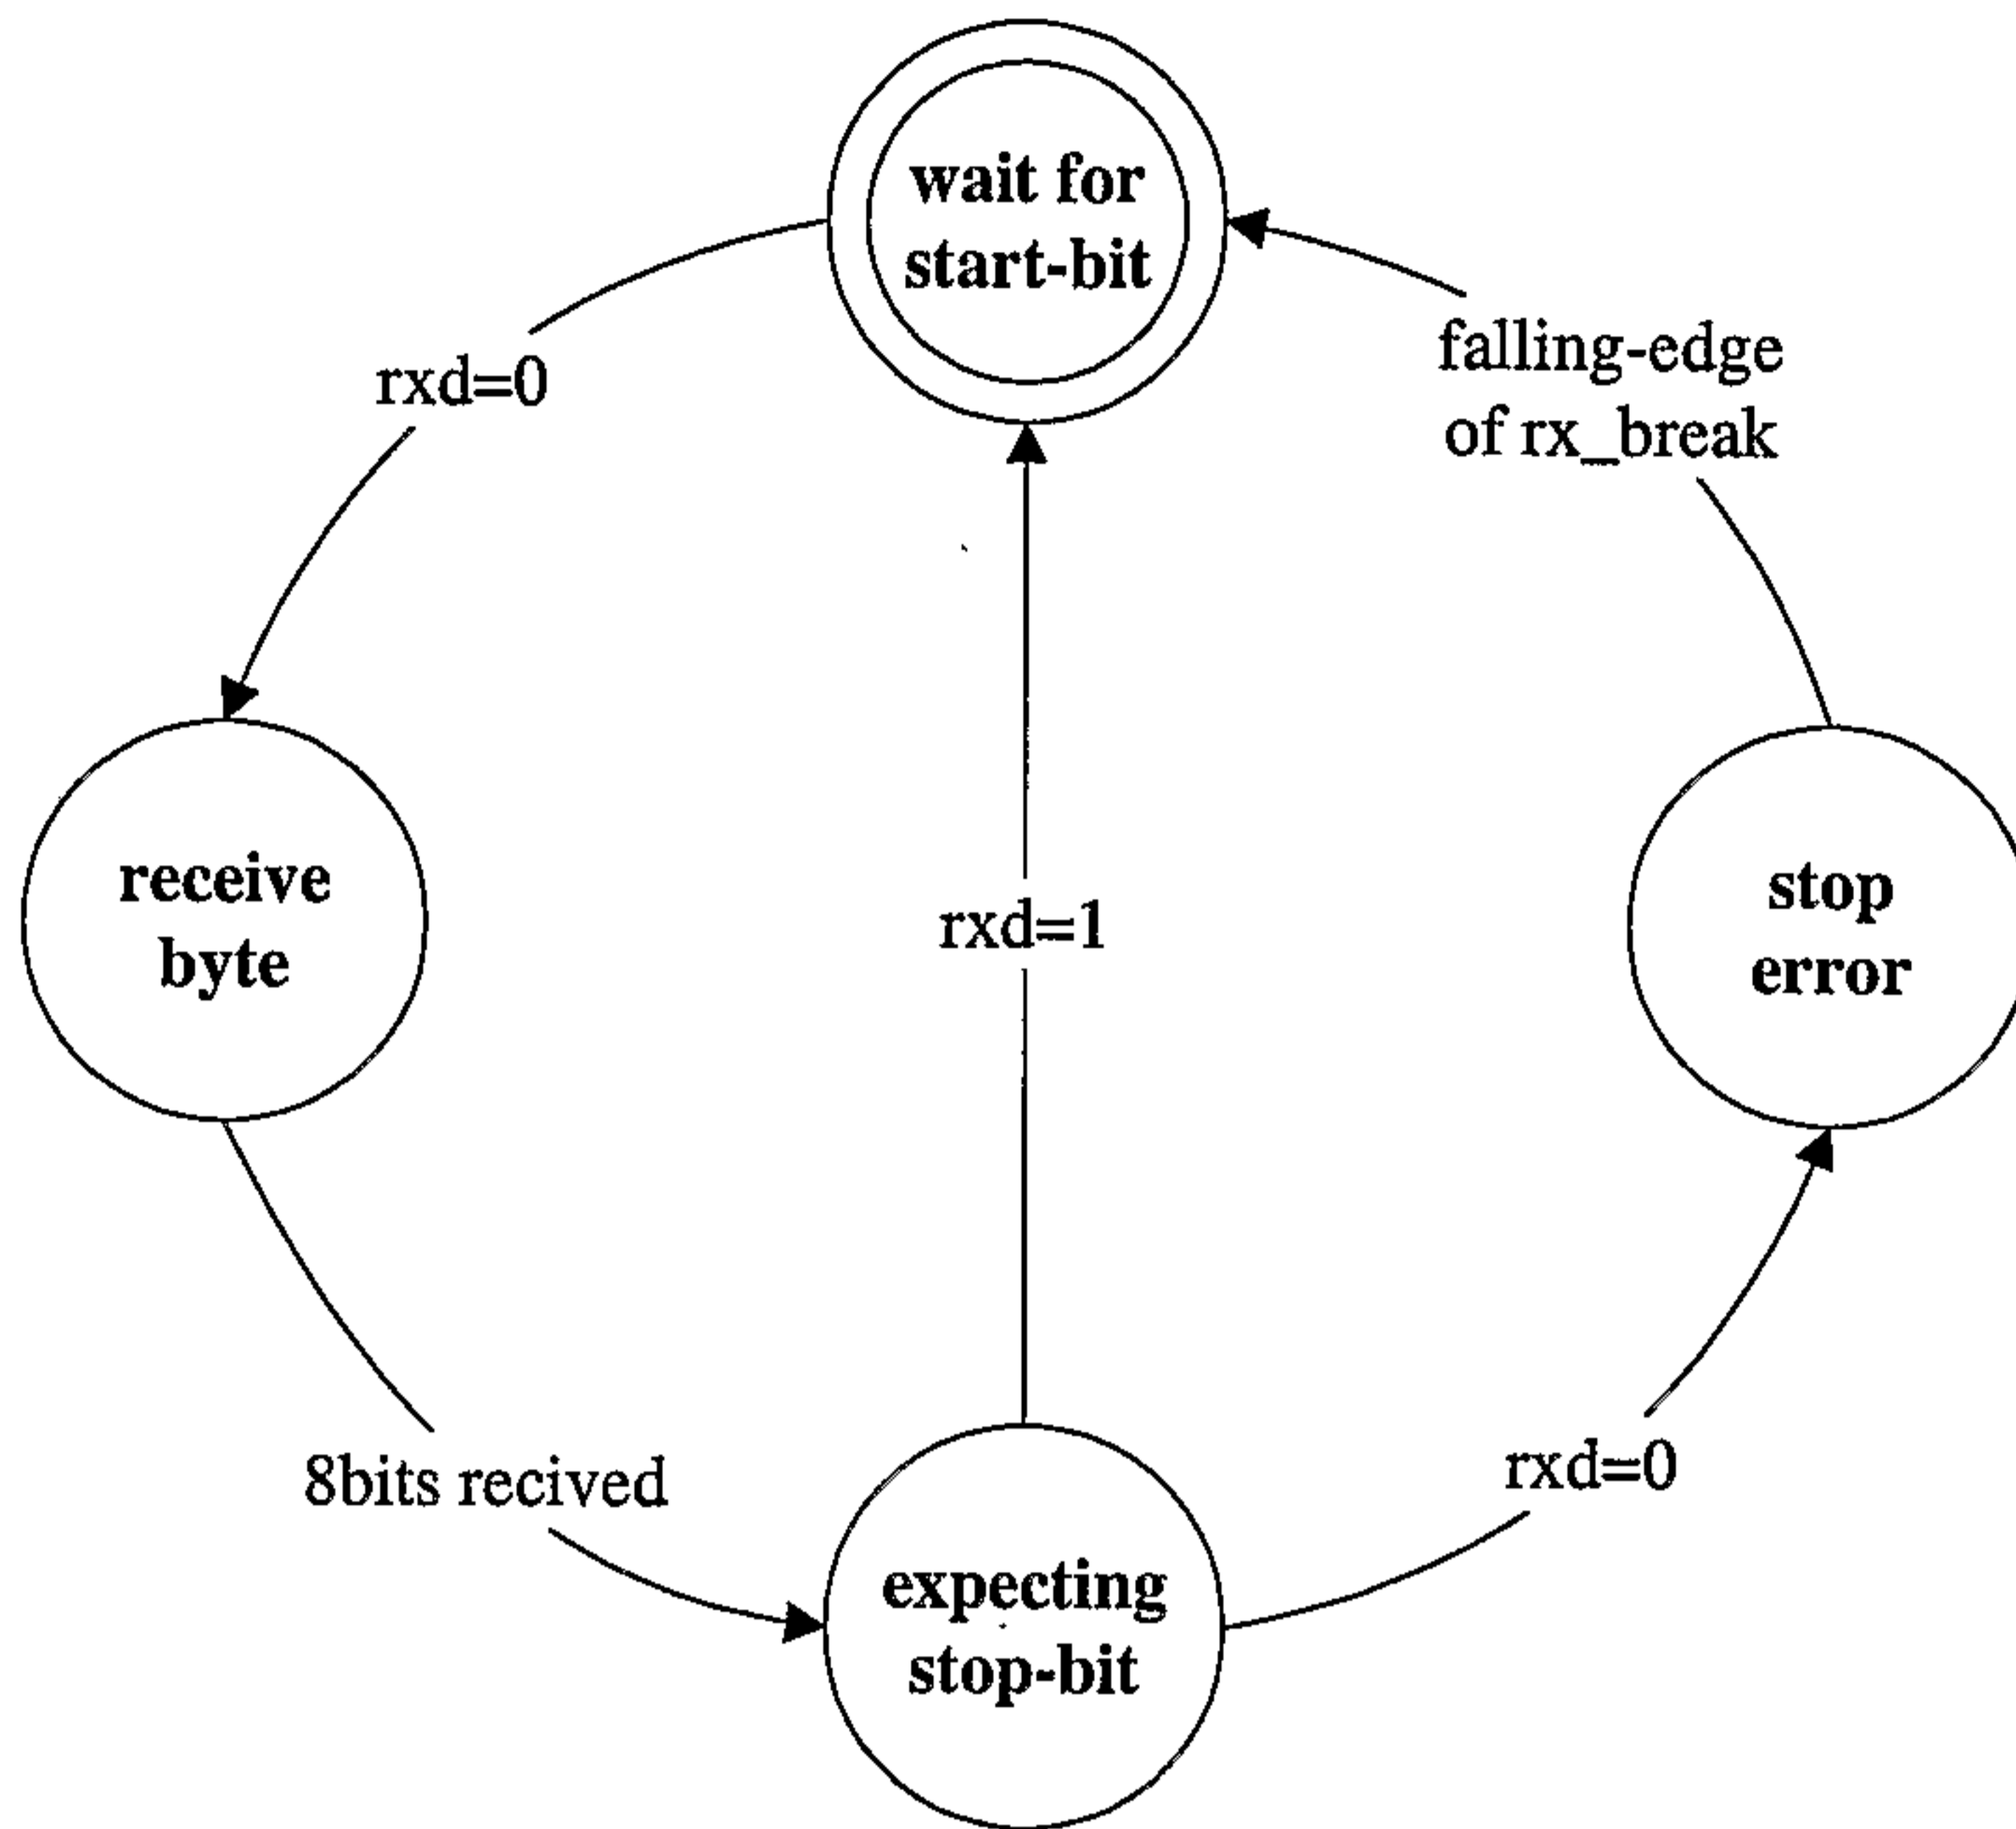 wait for
start-bit
rxd=0
falling-edge
of rx_break
receive
byte
rxd=1
stop
error
8bits recived
rxd=0
expecting
stop-bit